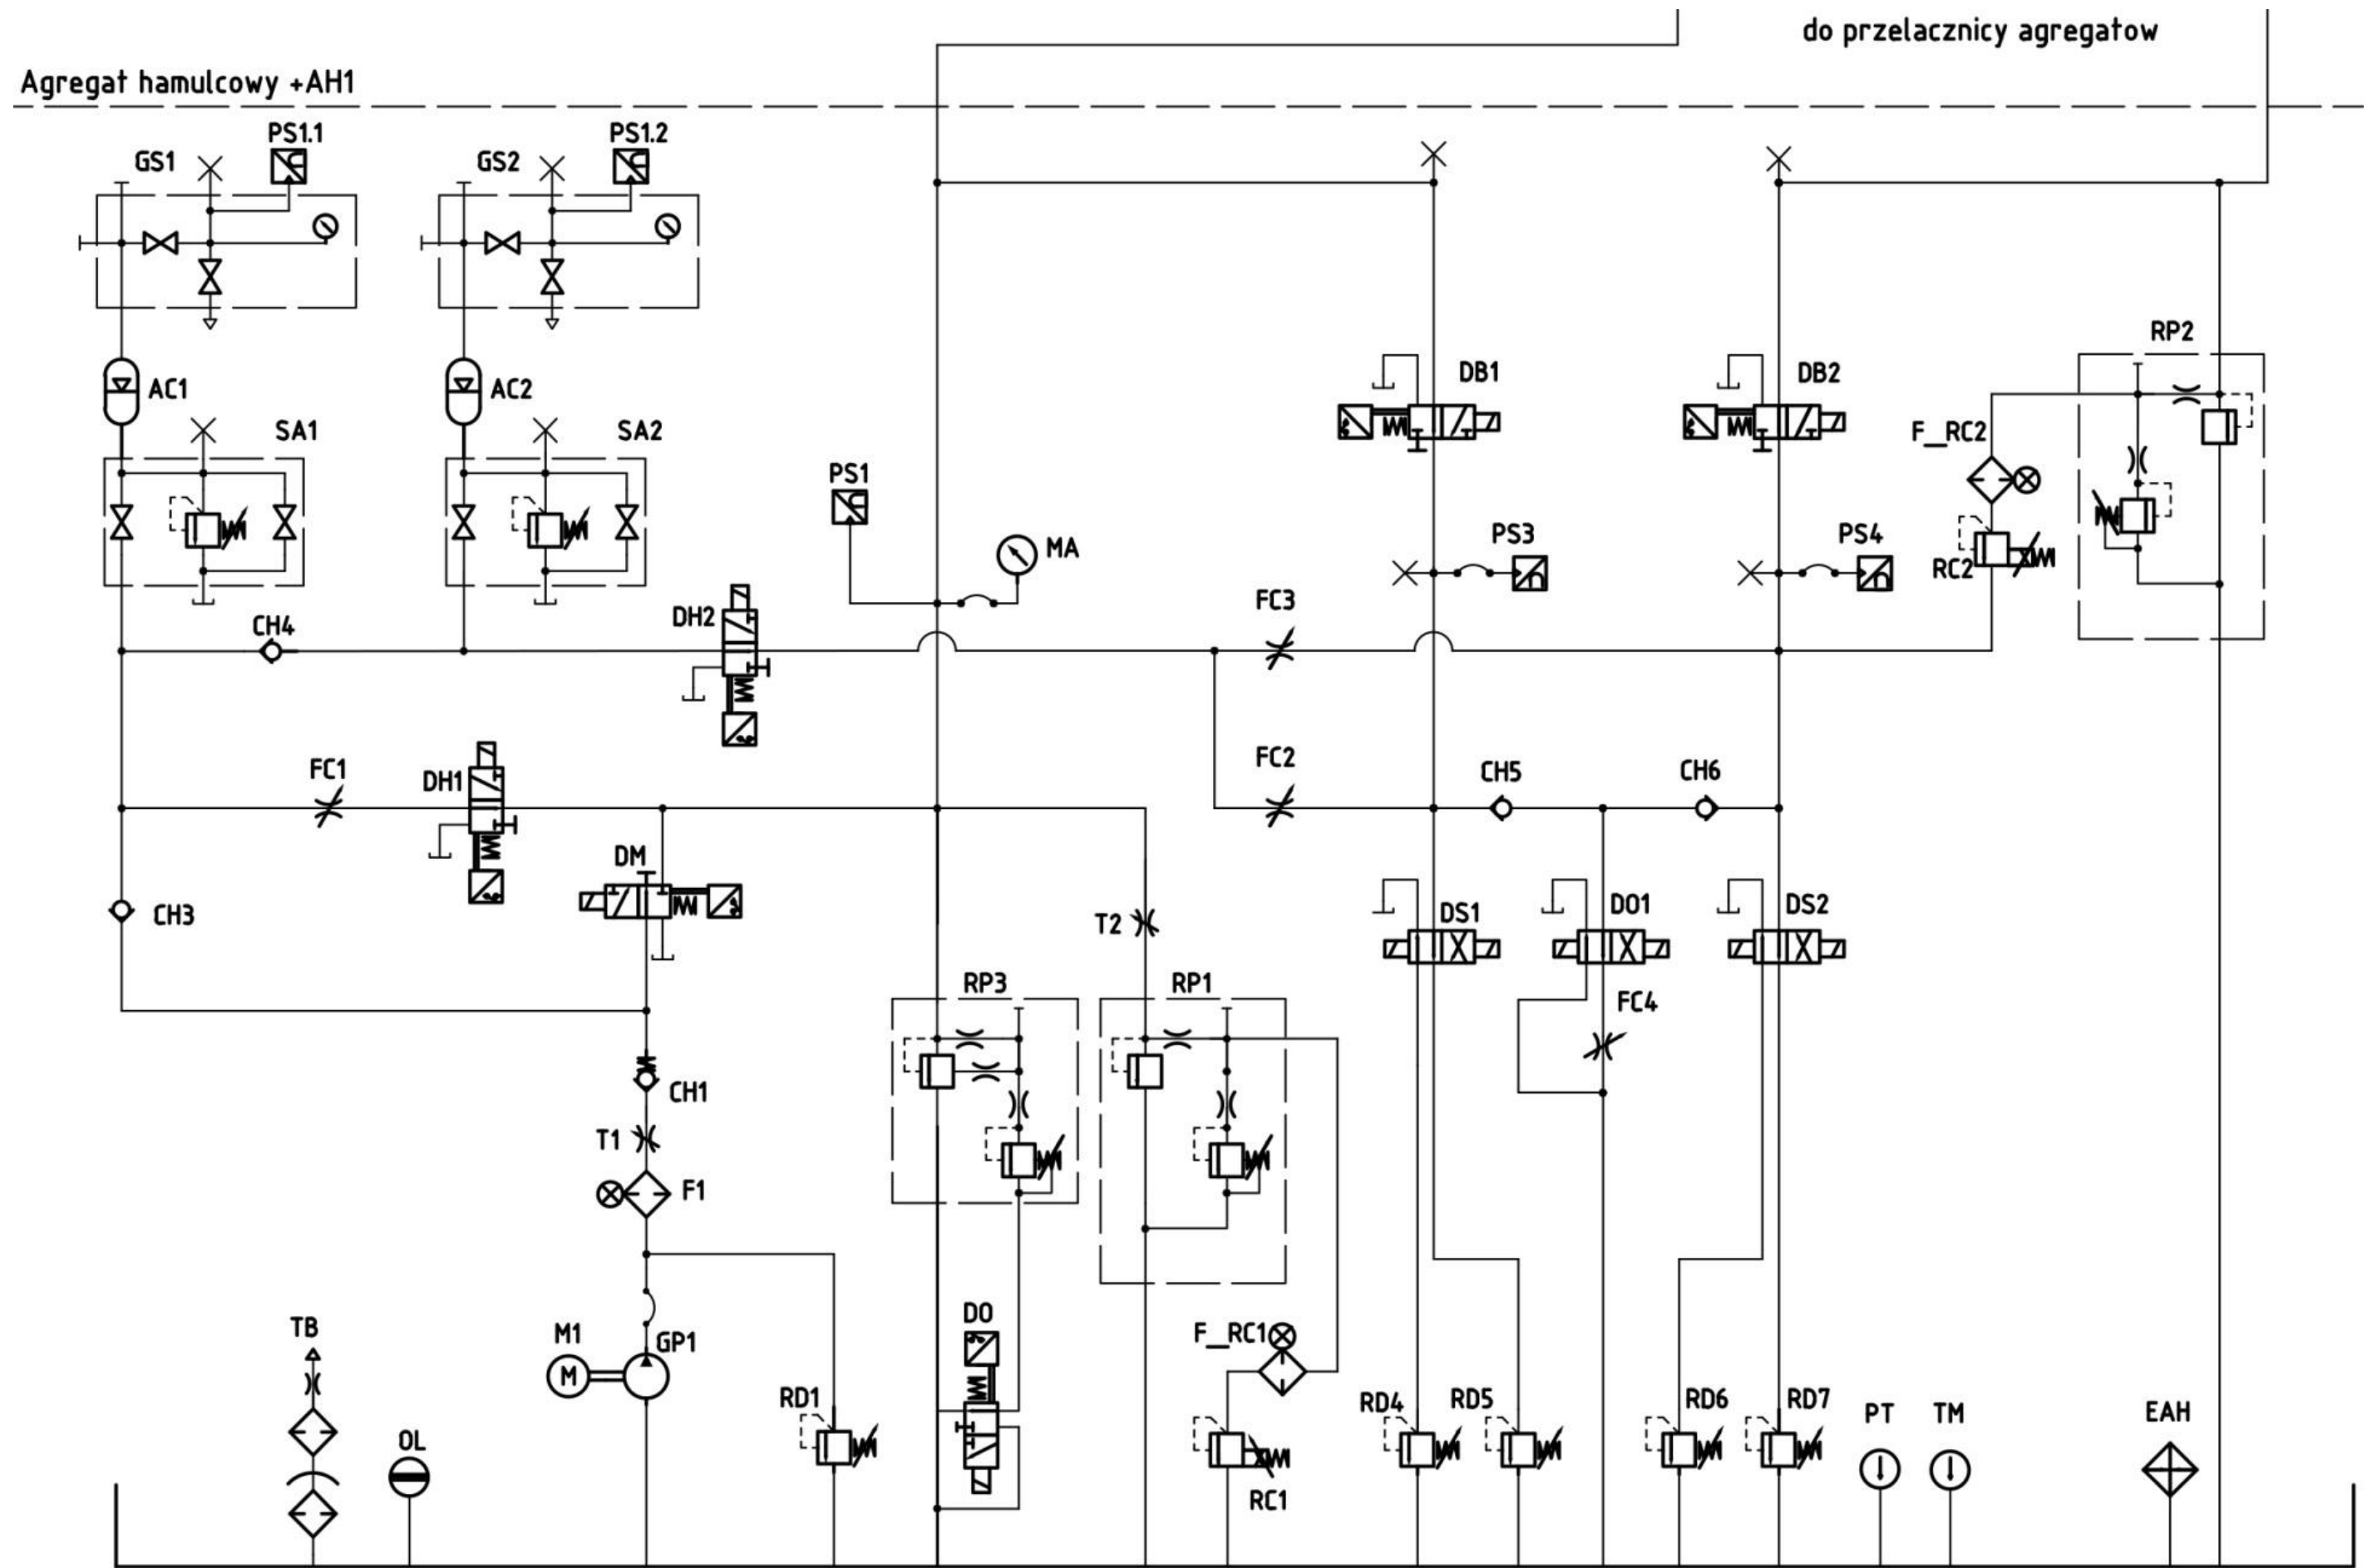 do przelacznicy agregatow
Agregat hamulcowy +AH1
PS1.1
PS1.2
GS1
GS2
RP2
AC1
AC2
DB1
DB2
SA1
SA2
F_RC2
PS1
PS3
PS4
MA
RC2
FC3
DH2
CH4
FC2
FC1
DH1
CH5
CH6
DM
CH3
T2
DS1
DO1
DS2
RP3
RP1
FC4
CH1
T1
F1
DO
TB
M1
GP1
F_RC1
M
RD1
RD4
RD5
RD6
RD7
PT
TM
EAH
OL
RC1